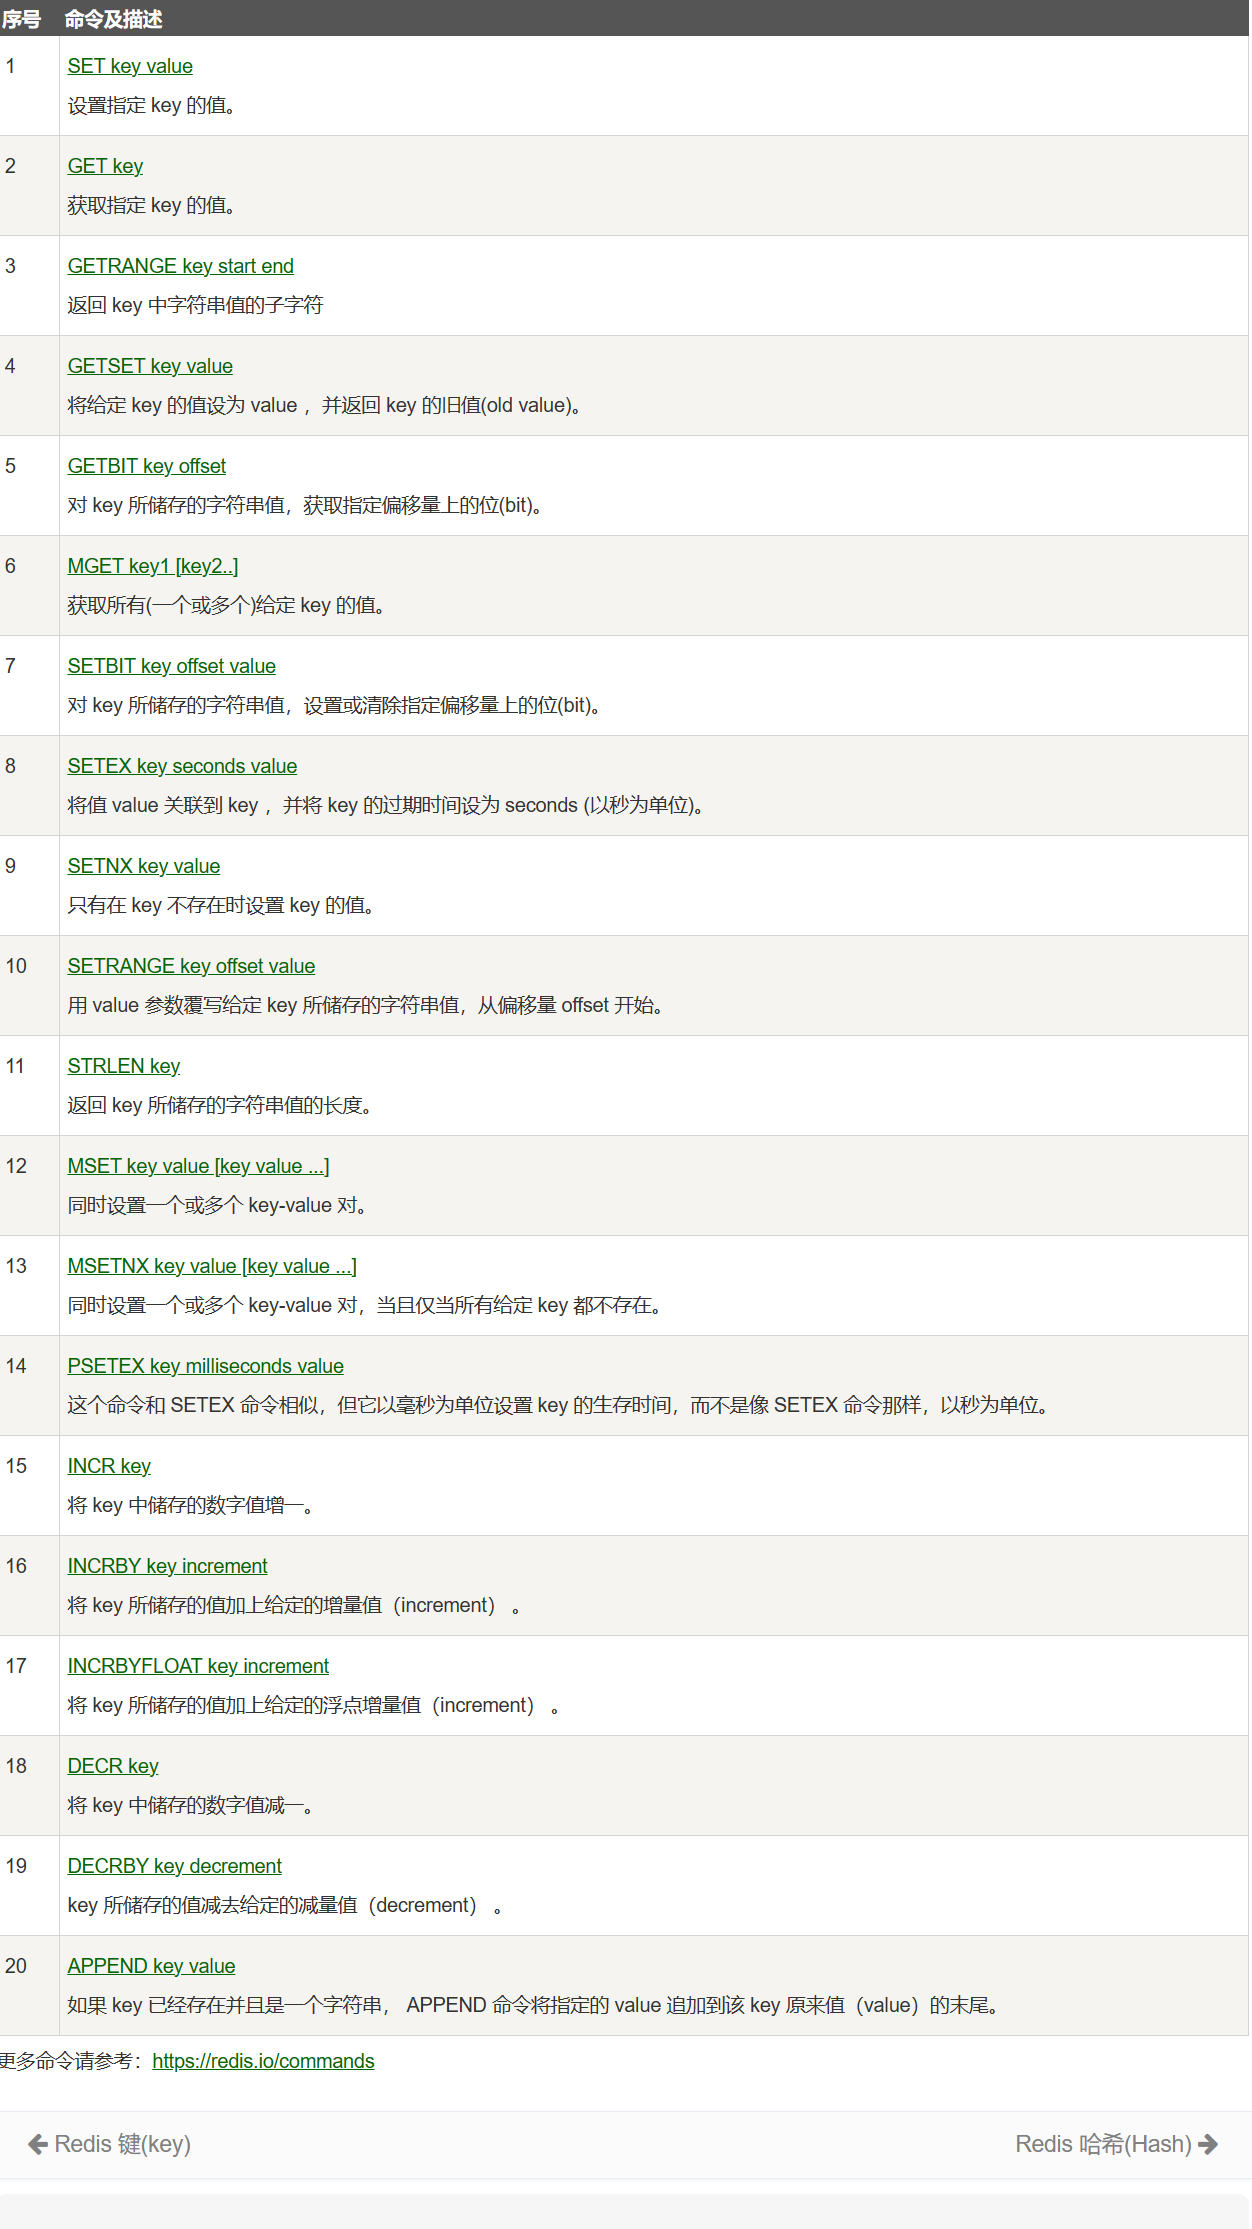 序号 命令及描述
1 SET key value
设置指定 key 的值。
2 GET key
获取指定 key 的值。
3 GETRANGE key start end
返回 key 中字符串值的子字符
4 GETSET key value
将给定 key 的值设为 value ，并返回 key 的旧值(old value)。
5 GETBIT key offset
对 key 所储存的字符串值，获取指定偏移量上的位(bit)。
6 MGET key1 [key2..]
获取所有(一个或多个)给定 key 的值。
7 SETBIT key offset value
对 key 所储存的字符串值，设置或清除指定偏移量上的位(bit)。
8 SETEX key seconds value
将值 value 关联到 key ，并将 key 的过期时间设为 seconds (以秒为单位)。
9 SETNX key value
只有在 key 不存在时设置 key 的值。
10 SETRANGE key offset value
用 value 参数覆写给定 key 所储存的字符串值，从偏移量 offset 开始。
11 STRLEN key
返回 key 所储存的字符串值的长度。
12 MSET key value [key value ...]
同时设置一个或多个 key-value 对。
13 MSETNX key value [key value ...]
同时设置一个或多个 key-value 对，当且仅当所有给定 key 都不存在。
14 PSETEX key milliseconds value
这个命令和 SETEX 命令相似，但它以毫秒为单位设置 key 的生存时间，而不是像 SETEX 命令那样，以秒为单位。
15 INCR key
将 key 中储存的数字值增一。
16 INCRBY key increment
将 key 所储存的值加上给定的增量值（increment） 。
17 INCRBYFLOAT key increment
将 key 所储存的值加上给定的浮点增量值（increment） 。
18 DECR key
将 key 中储存的数字值减一。
19 DECRBY key decrement
key 所储存的值减去给定的减量值（decrement） 。
20 APPEND key value
如果 key 已经存在并且是一个字符串， APPEND 命令将指定的 value 追加到该 key 原来值（value）的末尾。
更多命令请参考：https://redis.io/commands
Redis 键(key) Redis 哈希(Hash)